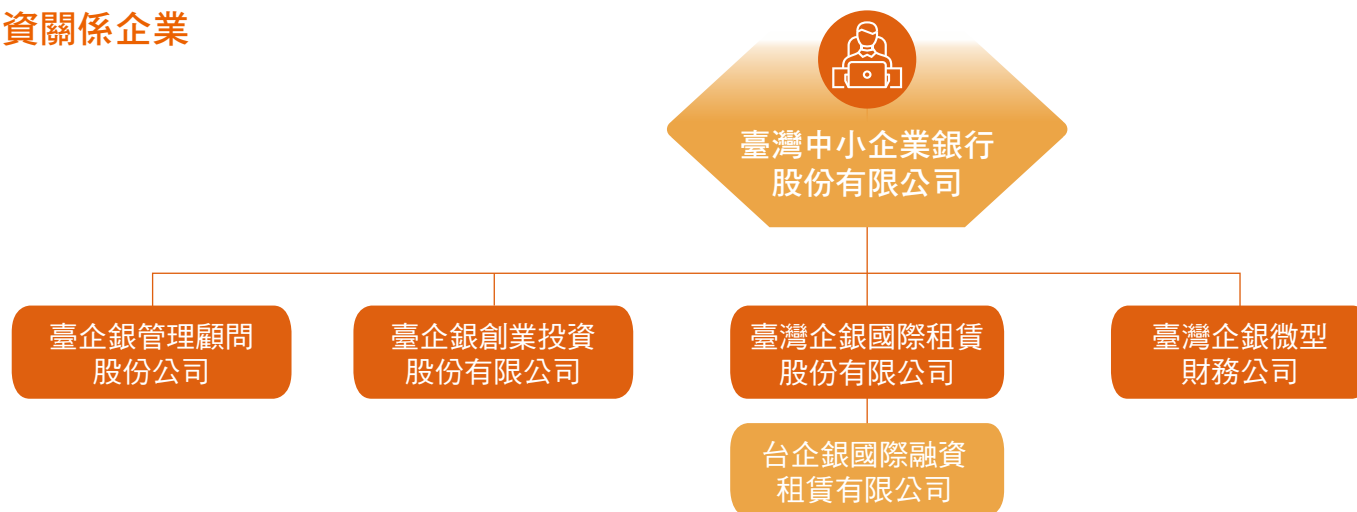 資關係企業
臺灣中小企業銀行
股份有限公司
臺企銀管理顧問
股份公司
臺企銀創業投資
股份有限公司
臺灣企銀國際租賃
股份有限公司
臺灣企銀微型
財務公司
台企銀國際融資
租賃有限公司